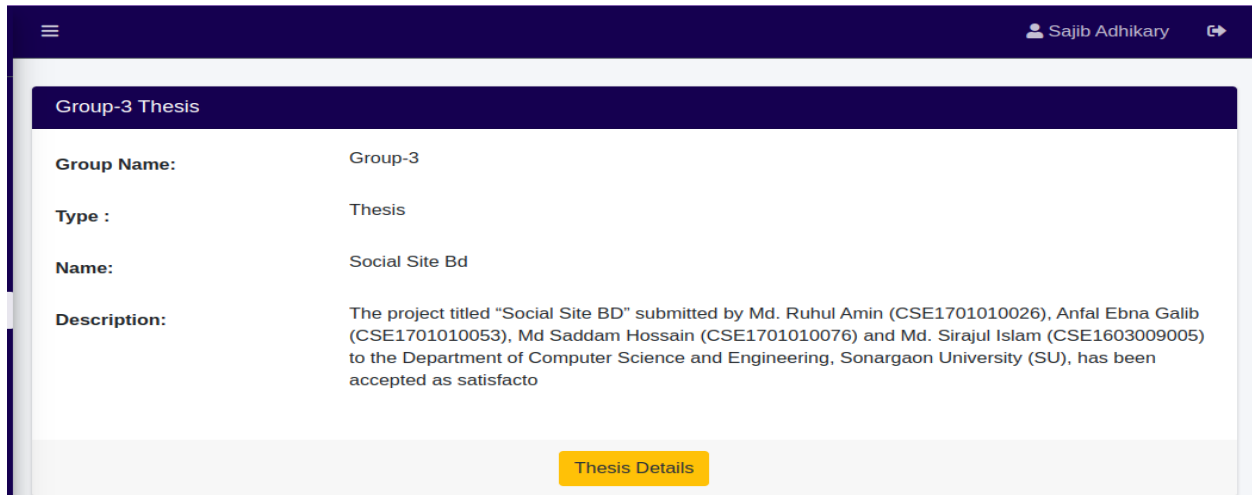 Sajib Adhikary
Group-3 Thesis
Group Name: Group-3
Type : Thesis
Name: Social Site Bd
Description: The project titled “Social Site BD” submitted by Md. Ruhul Amin (CSE1701010026), Anfal Ebna Galib
(CSE1701010053), Md Saddam Hossain (CSE1701010076) and Md. Sirajul Islam (CSE1603009005)
to the Department of Computer Science and Engineering, Sonargaon University (SU), has been
accepted as satisfacto
Thesis Details